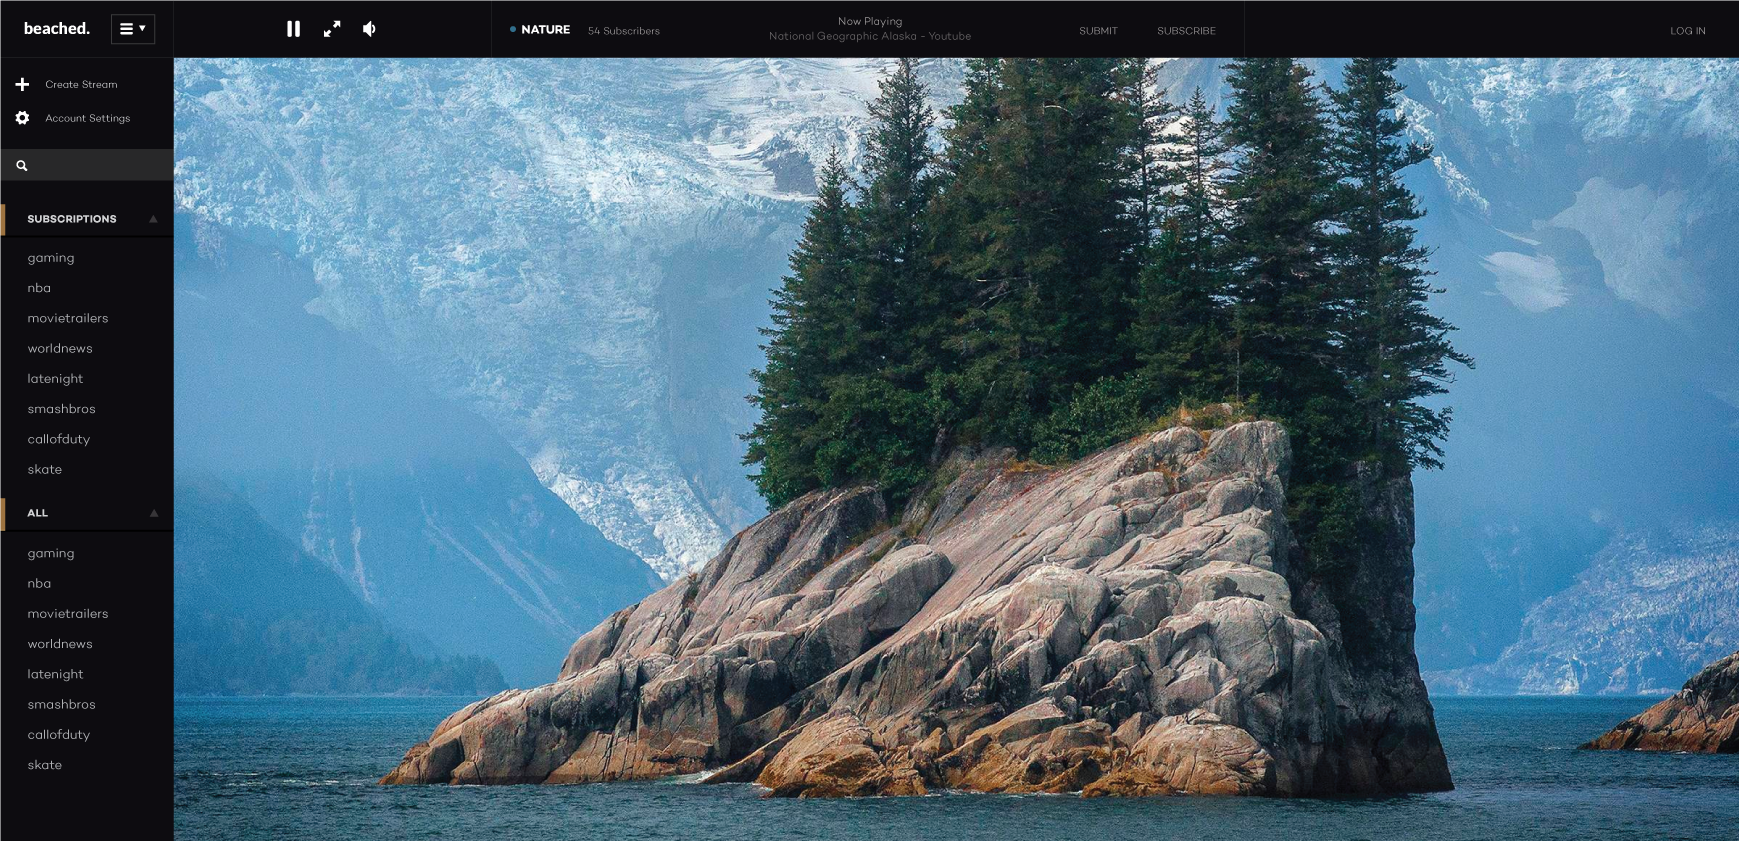 beached.
NATURE
54 Subscribers
Now Playing
National Geographic Alaska - Youtube
SUBMIT
SUBSCRIBE
LOG IN
Create Stream
Account Settings
SUBSCRIPTIONS
gaming
nba
movietrailers
worldnews
latenight
smashbros
callofduty
skate
ALL
gaming
nba
movietrailers
worldnews
latenight
smashbros
callofduty
skate